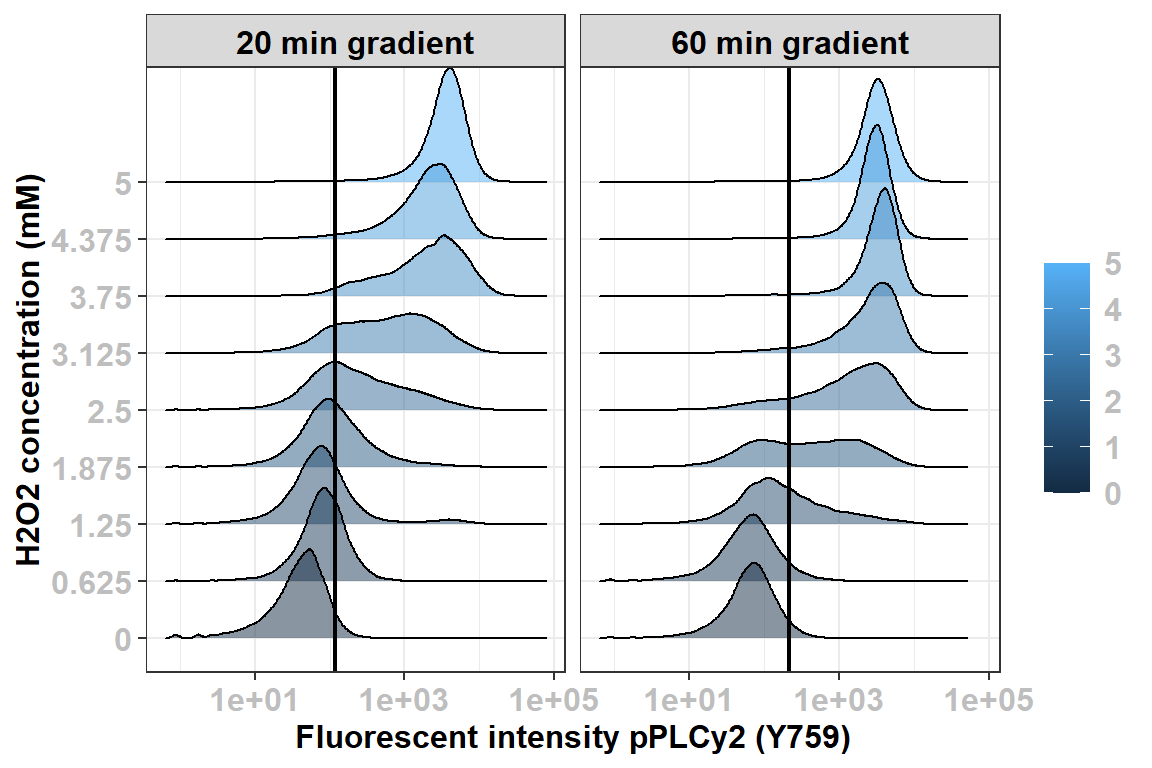 20 min gradient
60 min gradient
H2O2 concentration (mM)
5
4.375
3.75
3.125
2.5
1.875
1.25
0.625
0
1e+01
1e+03
1e+05
1e+01
1e+03
1e+05
Fluorescent intensity pPLCy2 (Y759)
5
4
3
2
1
0